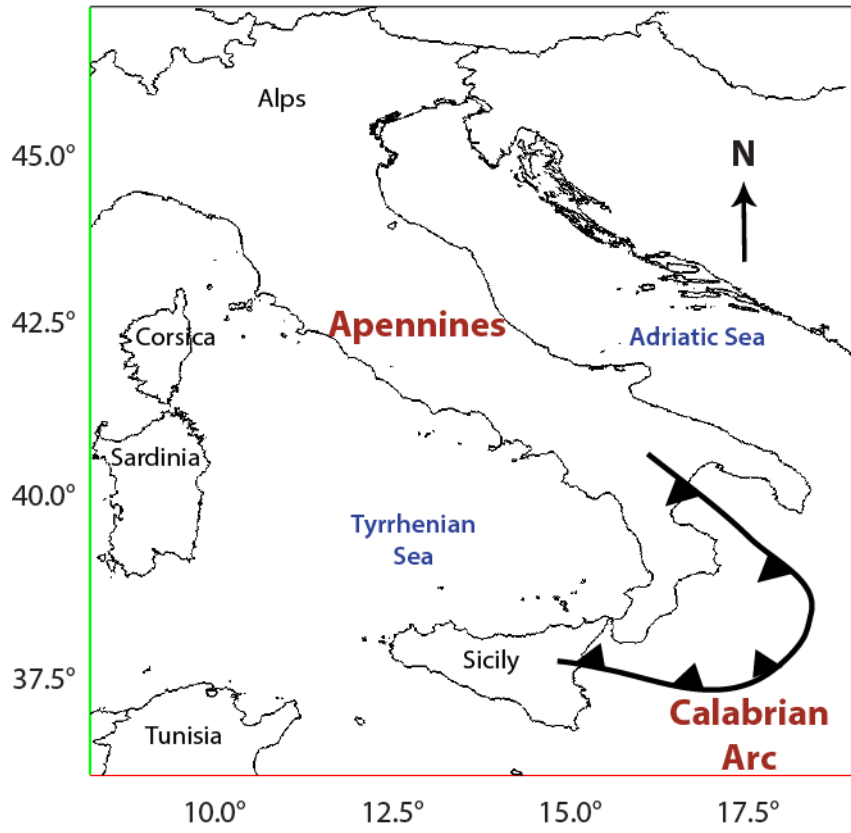 Alps
45.0°
N
42.5°
Corsica
Apennines
Adriatic Sea
Sardinia
40.0°
Tyrrhenian
Sea
37.5°
Sicily
Calabrian
Arc
Tunisia
10.0°
12.5°
15.0°
17.5°